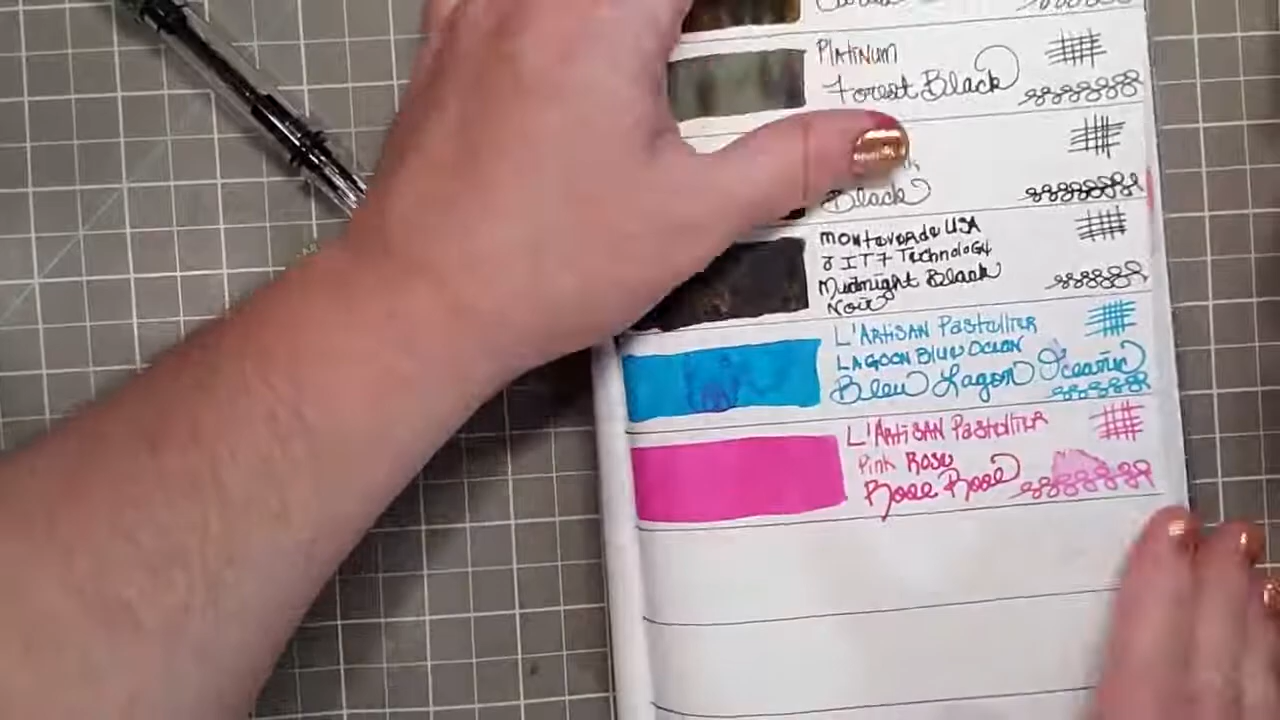 Platinum
Forest Black
Black
Monteverde USA
ITF Technology
Midnight Black
Noir
L'Artisan Pastellier
Lagoon Blue Ocean
Bleu Lagon Oceanic
L'Artisan Pastellier
Pink Rose
Rose Rose